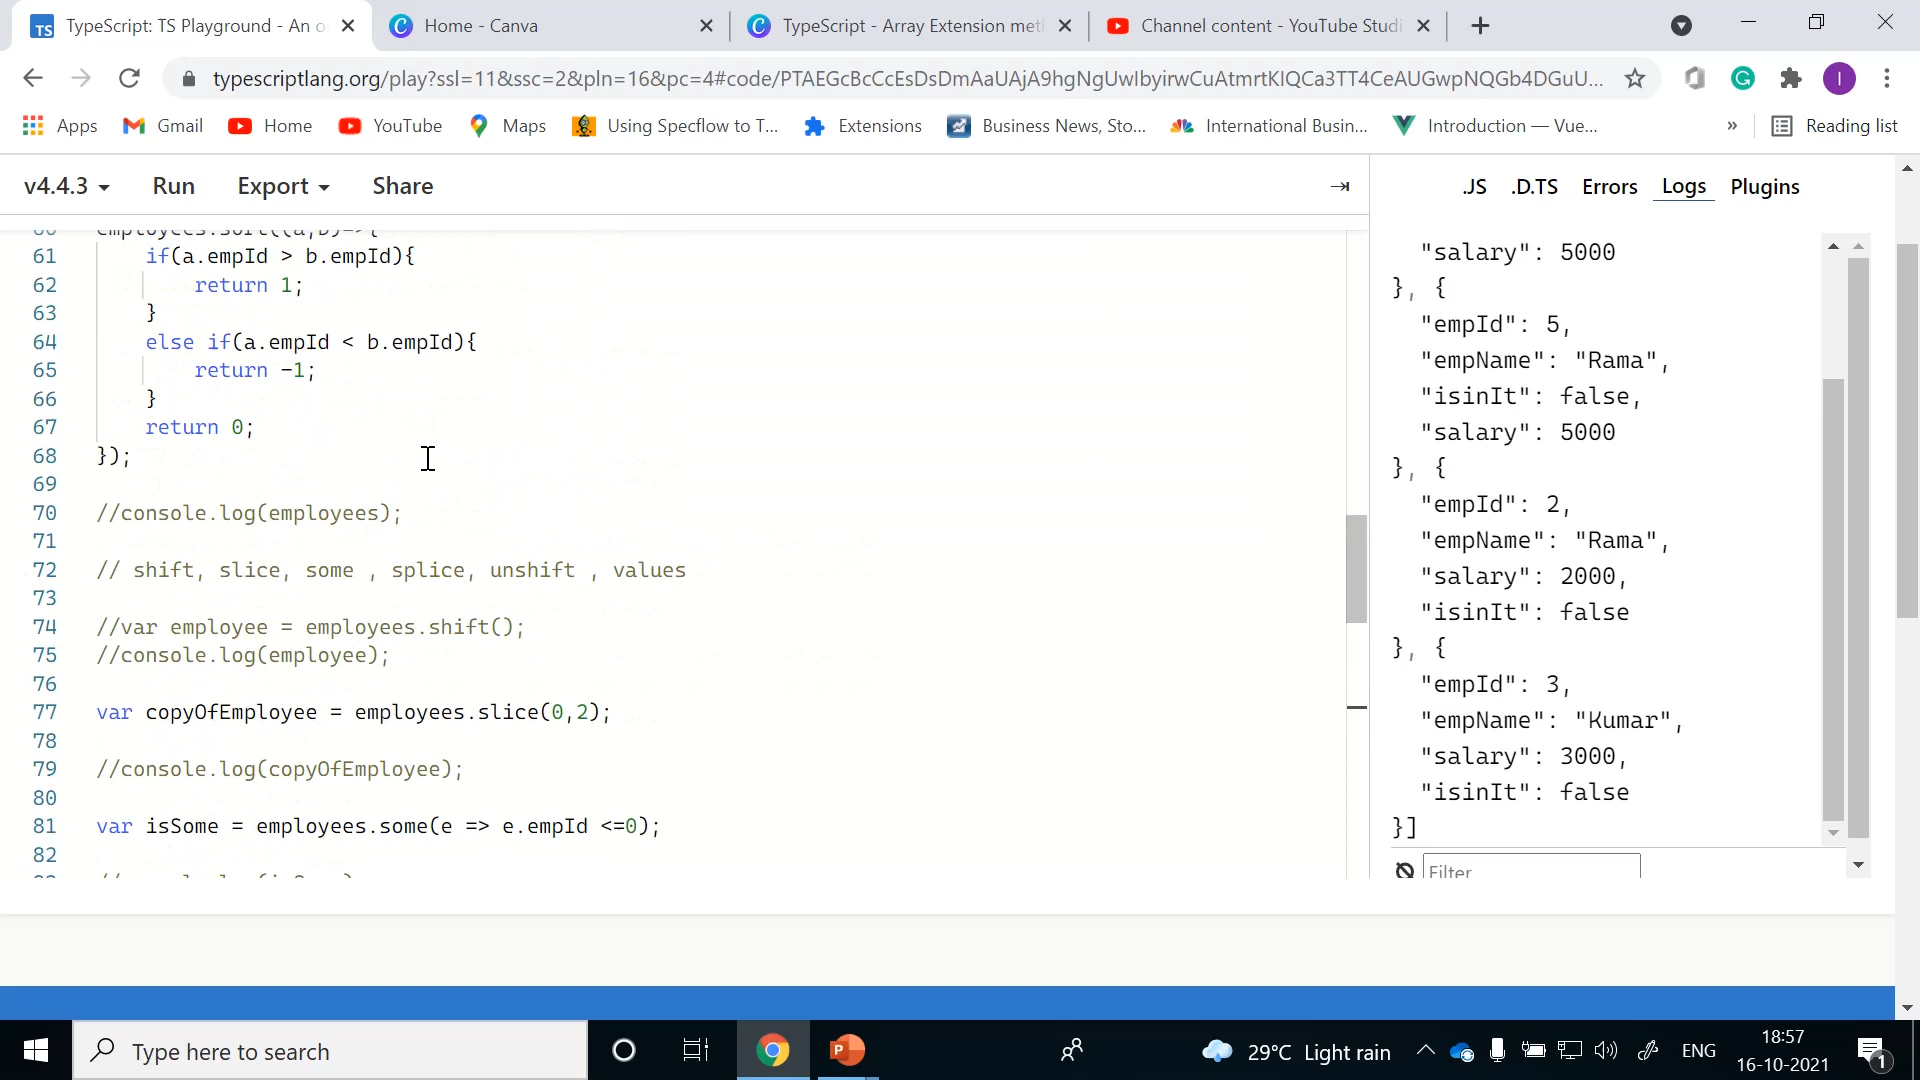 TypeScript: TS Playground - An o
Home - Canva
TypeScript - Array Extension met
Channel content - YouTube Studi
typescriptlang.org/play?ssl=11&ssc=2&pln=16&pc=4#code/PTAEGcBcCcEsDsDmAaUAjA9hgNgUwIbyirwCuAtmrtKIQCa3TT4CeAUGwpNQGb4DGuU...
Apps
Gmail
Home
YouTube
Maps
Using Specflow to T...
Extensions
Business News, Sto...
International Busin...
Introduction — Vue...
»
Reading list
v4.4.3
Run
Export
Share
.JS
.D.TS
Errors
Logs
Plugins
60 employees.sort((a,b)=>{
61 if(a.empId > b.empId){
62 return 1;
63 }
64 else if(a.empId < b.empId){
65 return -1;
66 }
67 return 0;
68 });
69
70 //console.log(employees);
71
72 // shift, slice, some , splice, unshift , values
73
74 //var employee = employees.shift();
75 //console.log(employee);
76
77 var copyOfEmployee = employees.slice(0,2);
78
79 //console.log(copyOfEmployee);
80
81 var isSome = employees.some(e => e.empId <=0);
82
"salary": 5000
}, {
"empId": 5,
"empName": "Rama",
"isinIt": false,
"salary": 5000
}, {
"empId": 2,
"empName": "Rama",
"salary": 2000,
"isinIt": false
}, {
"empId": 3,
"empName": "Kumar",
"salary": 3000,
"isinIt": false
}]
Filter
Type here to search
29°C Light rain
ENG
18:57
16-10-2021
1